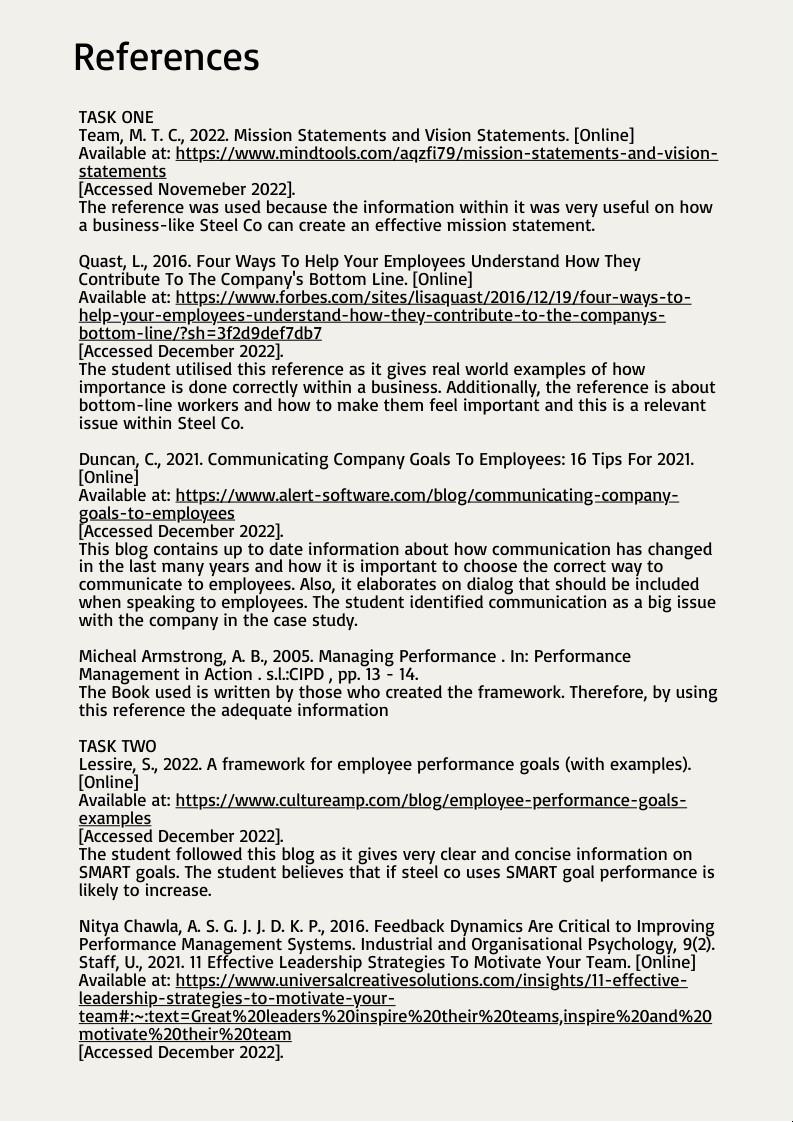 References
TASK ONE
Team, M. T. C., 2022. Mission Statements and Vision Statements. [Online]
Available at: https://www.mindtools.com/aqzfi79/mission-statements-and-vision-
statements
[Accessed Novemeber 2022].
The reference was used because the information within it was very useful on how
a business-like Steel Co can create an effective mission statement.
Quast, L., 2016. Four Ways To Help Your Employees Understand How They
Contribute To The Company's Bottom Line. [Online]
Available at: https://www.forbes.com/sites/lisaquast/2016/12/19/four-ways-to-
help-your-employees-understand-how-they-contribute-to-the-companys-
bottom-line/?sh=3f2d9def7db7
[Accessed December 2022].
The student utilised this reference as it gives real world examples of how
importance is done correctly within a business. Additionally, the reference is about
bottom-line workers and how to make them feel important and this is a relevant
issue within Steel Co.
Duncan, C., 2021. Communicating Company Goals To Employees: 16 Tips For 2021.
[Online]
Available at: https://www.alert-software.com/blog/communicating-company-
goals-to-employees
[Accessed December 2022].
This blog contains up to date information about how communication has changed
in the last many years and how it is important to choose the correct way to
communicate to employees. Also, it elaborates on dialog that should be included
when speaking to employees. The student identified communication as a big issue
with the company in the case study.
Micheal Armstrong, A. B., 2005. Managing Performance . In: Performance
Management in Action . s.l.:CIPD , pp. 13 - 14.
The Book used is written by those who created the framework. Therefore, by using
this reference the adequate information
TASK TWO
Lessire, S., 2022. A framework for employee performance goals (with examples).
[Online]
Available at: https://www.cultureamp.com/blog/employee-performance-goals-
examples
[Accessed December 2022].
The student followed this blog as it gives very clear and concise information on
SMART goals. The student believes that if steel co uses SMART goal performance is
likely to increase.
Nitya Chawla, A. S. G. J. J. D. K. P., 2016. Feedback Dynamics Are Critical to Improving
Performance Management Systems. Industrial and Organisational Psychology, 9(2).
Staff, U., 2021. 11 Effective Leadership Strategies To Motivate Your Team. [Online]
Available at: https://www.universalcreativesolutions.com/insights/11-effective-
leadership-strategies-to-motivate-your-
team#:~:text=Great%20leaders%20inspire%20their%20teams,inspire%20and%20
motivate%20their%20team
[Accessed December 2022].